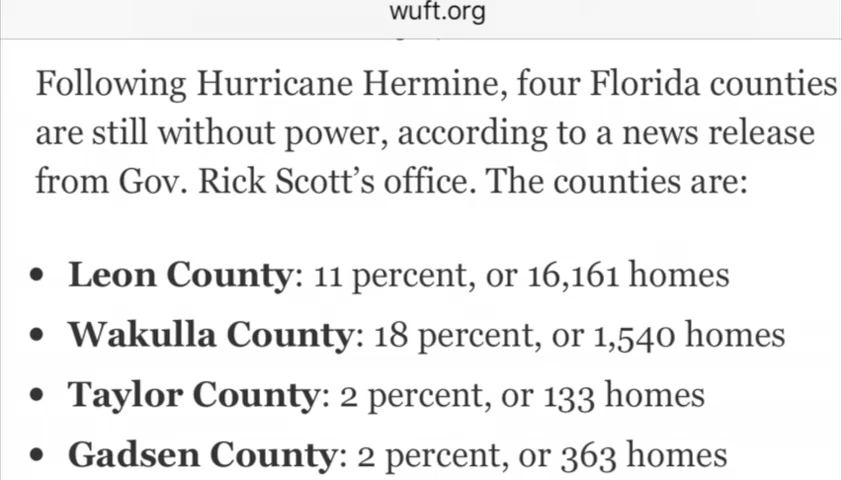 wuft.org
Following Hurricane Hermine, four Florida counties
are still without power, according to a news release
from Gov. Rick Scott’s office. The counties are:
• Leon County: 11 percent, or 16,161 homes
• Wakulla County: 18 percent, or 1,540 homes
• Taylor County: 2 percent, or 133 homes
• Gadsen County: 2 percent, or 363 homes